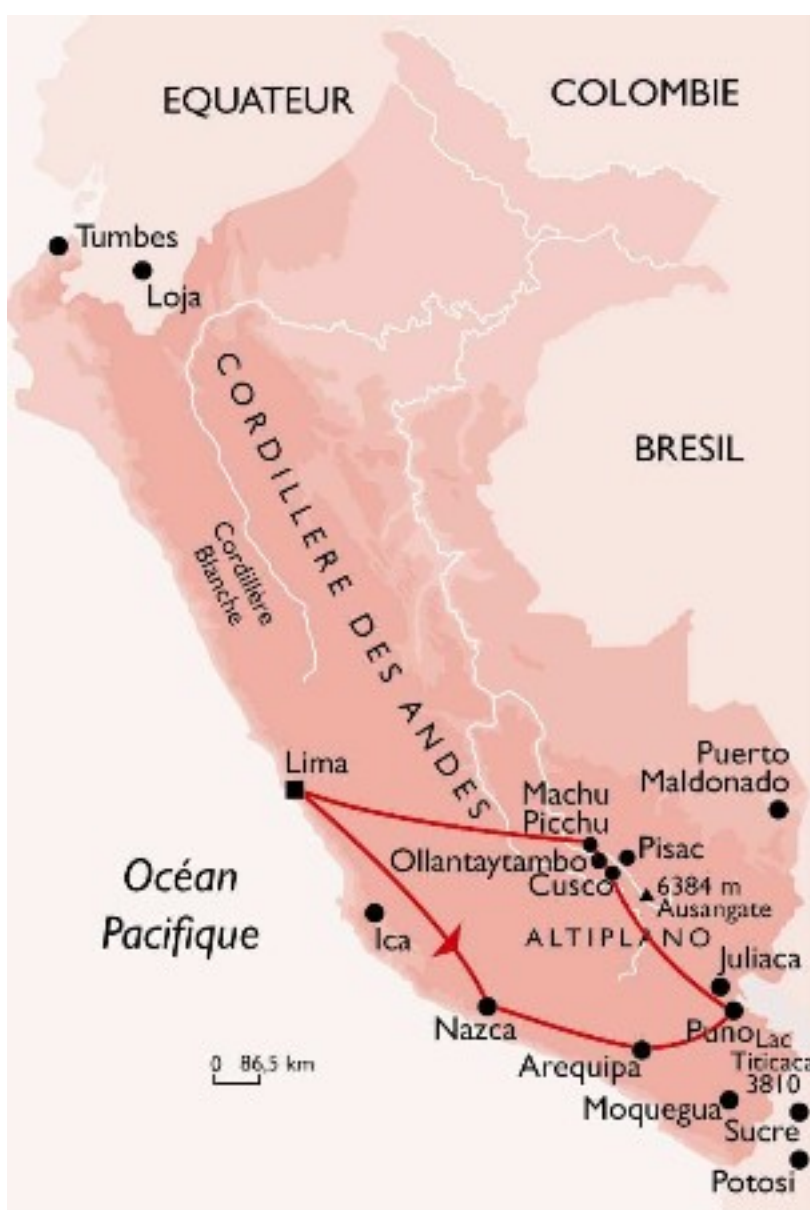 EQUATEUR
COLOMBIE
Tumbes
Loja
CORDILLERE DES ANDES
BRESIL
Cordillère
Blanche
Lima
Puerto
Maldonado
Machu
Picchu
Ollantaytambo
Pisac
Cusco
6384 m
Ausangate
Océan
Pacifique
Ica
ALTIPLANO
Juliaca
Nazca
Puno
Lac
Titicaca
3810
0 86,5 km
Arequipa
Moquegua
Sucre
Potosi